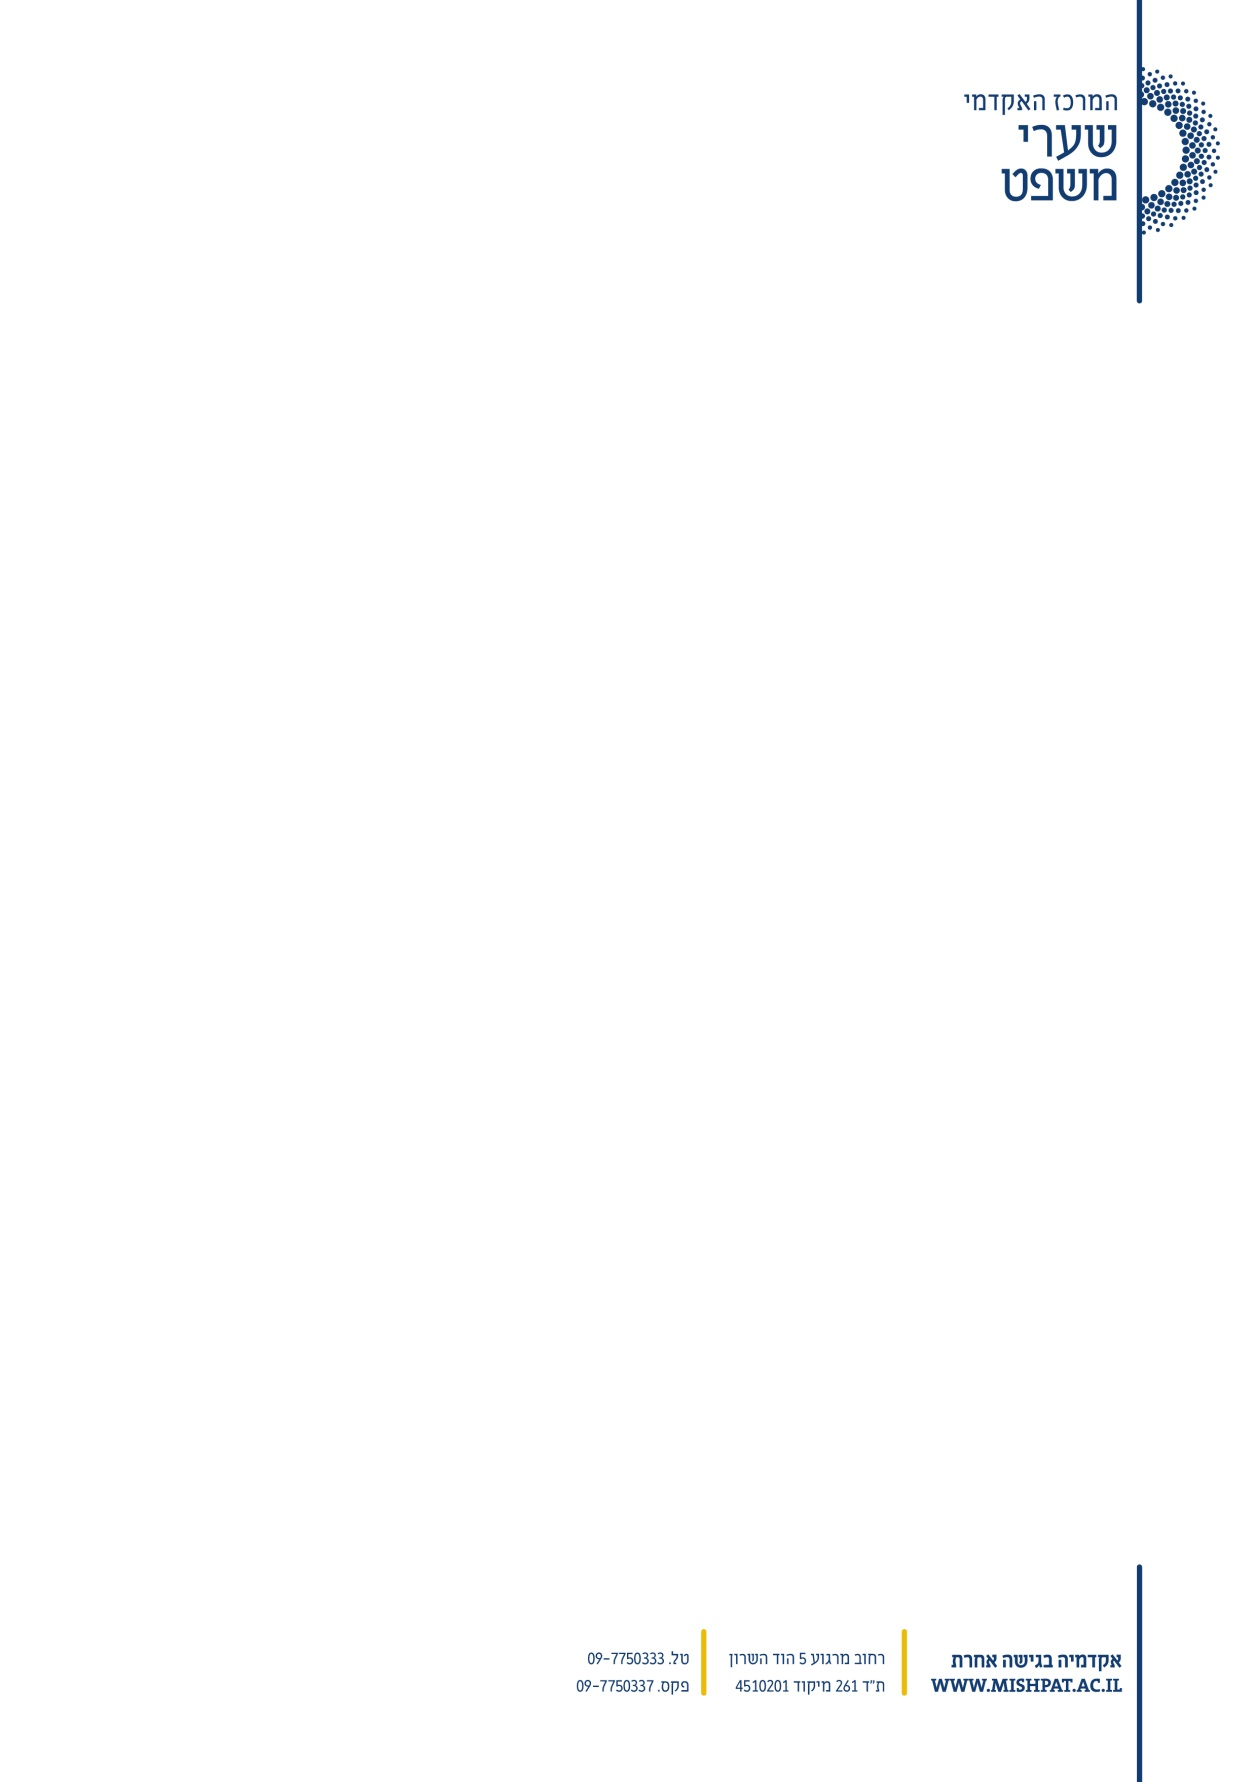 המרכז האקדמי
שערי
משפט
אקדמיה בגישה אחרת
WWW.MISHPAT.AC.IL
רחוב מרגוע 5 הוד השרון
ת"ד 261 מיקוד 4510201
טל. 09-7750333
פקס. 09-7750337